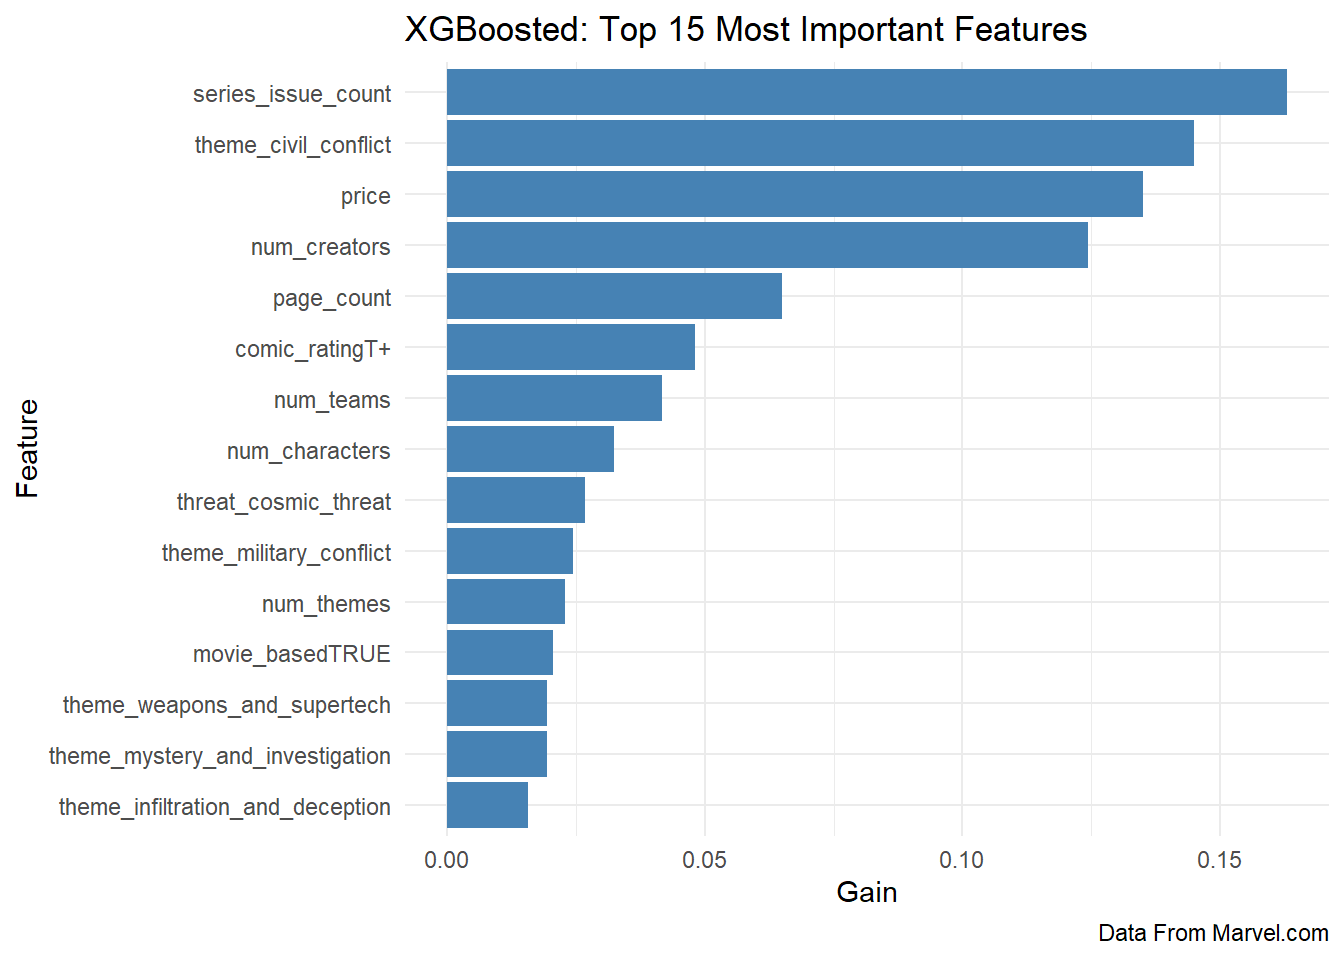 XGBoosted: Top 15 Most Important Features
series_issue_count
theme_civil_conflict
price
num_creators
page_count
comic_ratingT+
num_teams
num_characters
threat_cosmic_threat
theme_military_conflict
num_themes
movie_basedTRUE
theme_weapons_and_supertech
theme_mystery_and_investigation
theme_infiltration_and_deception
Feature
0.00 0.05 0.10 0.15
Gain
Data From Marvel.com